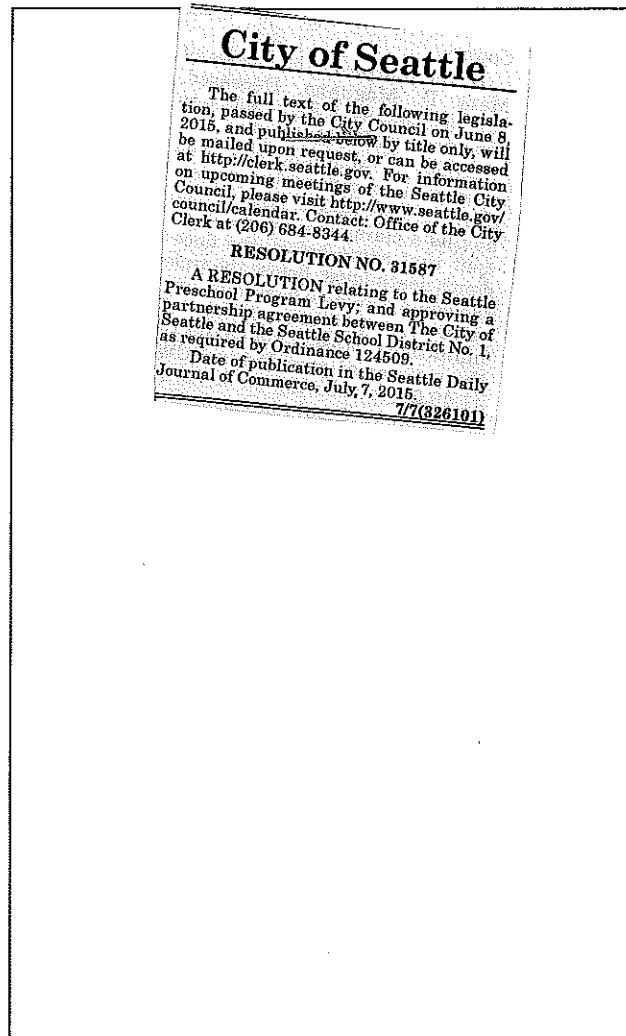 City of Seattle
The full text of the following legisla-
tion, passed by the City Council on June 8,
2015, and published below by title only, will
be mailed upon request, or can be accessed
at http://clerk.seattle.gov. For information
on upcoming meetings of the Seattle City
Council, please visit http://www.seattle.gov/
council/calendar. Contact: Office of the City
Clerk at (206) 684-8344.
RESOLUTION NO. 31587
A RESOLUTION relating to the Seattle
Preschool Program Levy; and approving a
partnership agreement between The City of
Seattle and the Seattle School District No. 1,
as required by Ordinance 124509.
Date of publication in the Seattle Daily
Journal of Commerce, July 7, 2015.
7/7(326101)